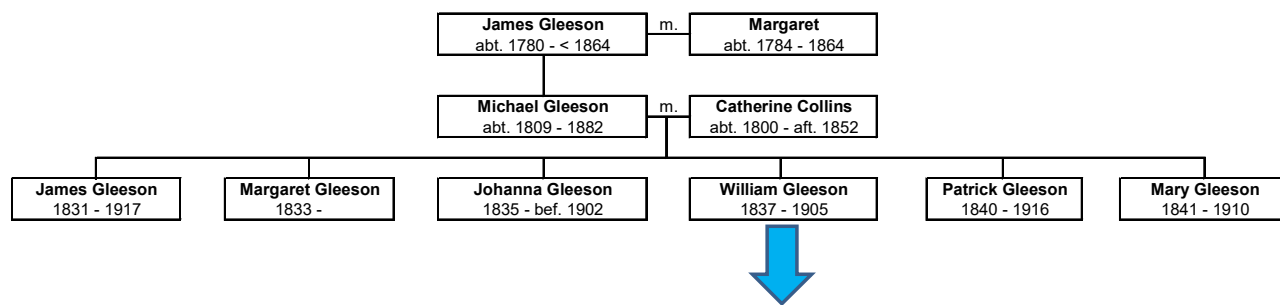 James Gleeson
abt. 1780 - < 1864
m.
Margaret
abt. 1784 - 1864
Michael Gleeson
abt. 1809 - 1882
m.
Catherine Collins
abt. 1800 - aft. 1852
James Gleeson
1831 - 1917
Margaret Gleeson
1833 -
Johanna Gleeson
1835 - bef. 1902
William Gleeson
1837 - 1905
Patrick Gleeson
1840 - 1916
Mary Gleeson
1841 - 1910